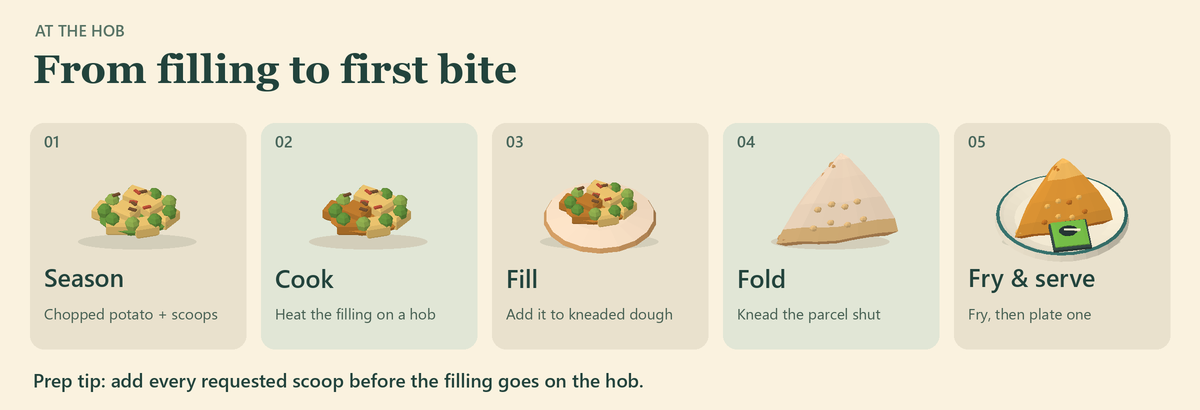 AT THE HOB
From filling to first bite
01
Season
Chopped potato + scoops
02
Cook
Heat the filling on a hob
03
Fill
Add it to kneaded dough
04
Fold
Knead the parcel shut
05
Fry & serve
Fry, then plate one
Prep tip: add every requested scoop before the filling goes on the hob.